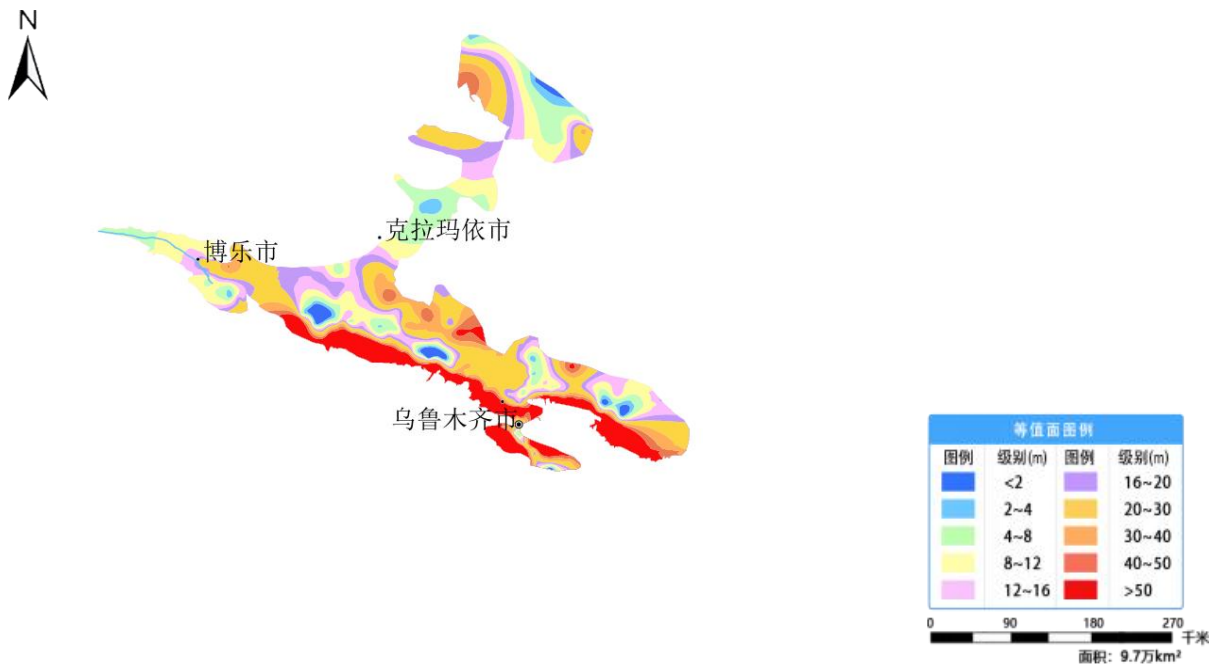 N
克拉玛依市
博乐市
乌鲁木齐市
等值面图例
图例 级别(m) 图例 级别(m)
<2 16~20
2~4 20~30
4~8 30~40
8~12 40~50
12~16 >50
0 90 180 270 千米
面积：9.7万km²